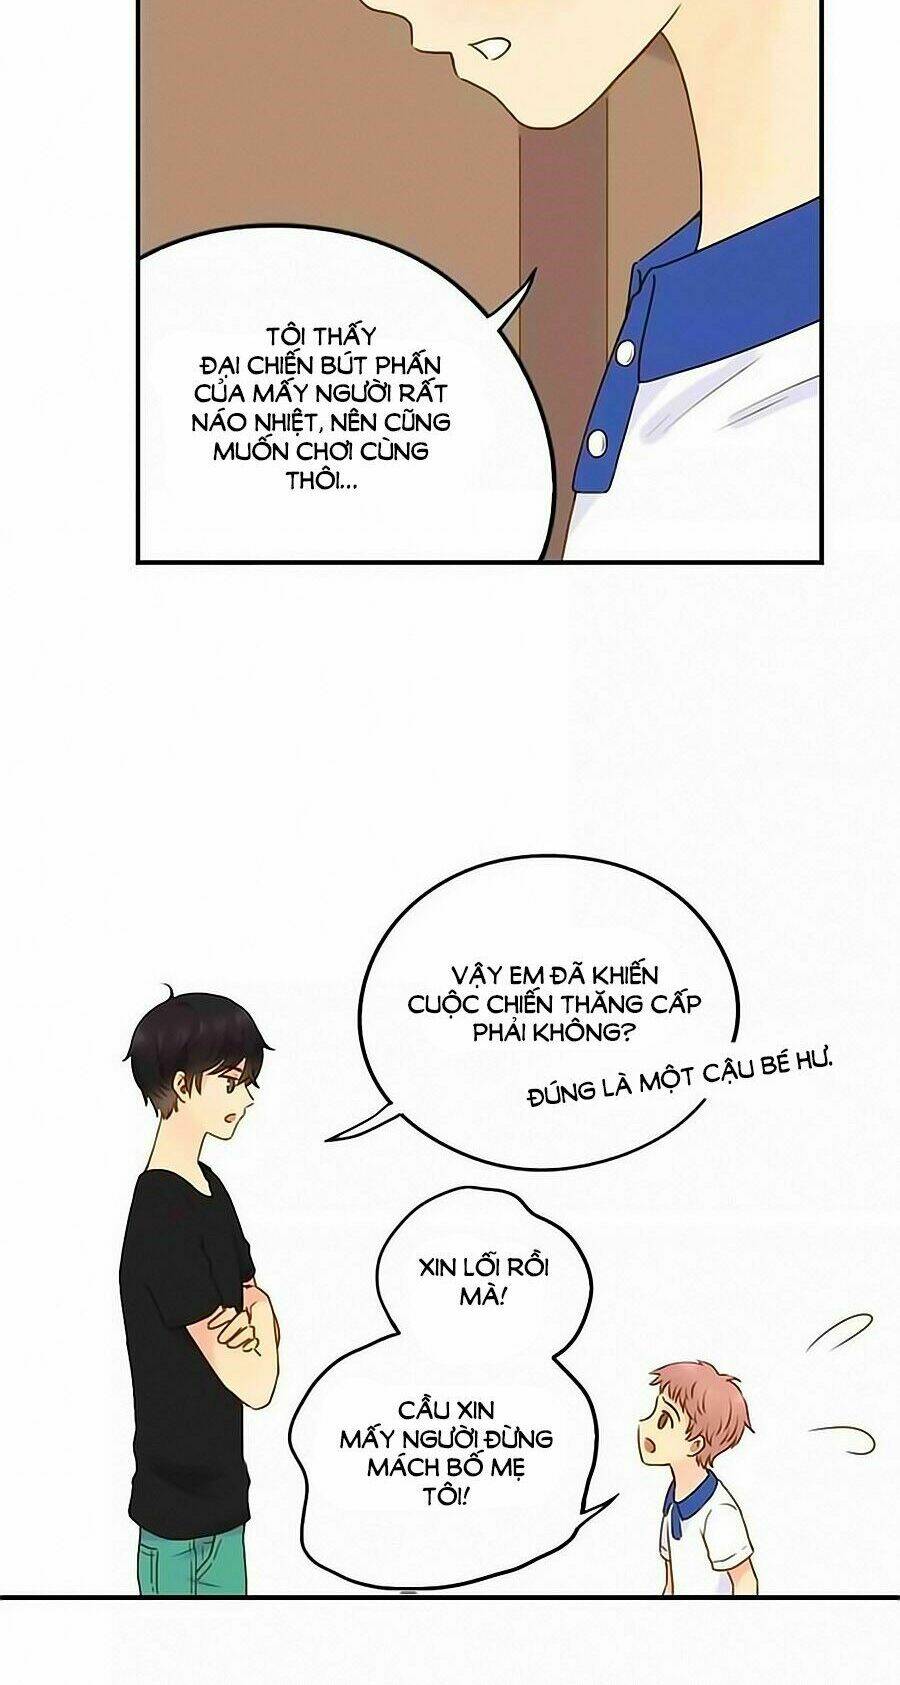 TÔI THẤY
ĐẠI CHIẾN BÚT PHẤN
CỦA MẤY NGƯỜI RẤT
NÁO NHIỆT, NÊN CŨNG
MUỐN CHƠI CÙNG
THÔI...
VẬY EM ĐÃ KHIẾN
CUỘC CHIẾN THĂNG CẤP
PHẢI KHÔNG?
ĐÚNG LÀ MỘT CẬU BÉ HƯ.
XIN LỖI RỒI
MÀ!
CẦU XIN
MẤY NGƯỜI ĐỪNG
MÁCH BỐ MẸ
TÔI!